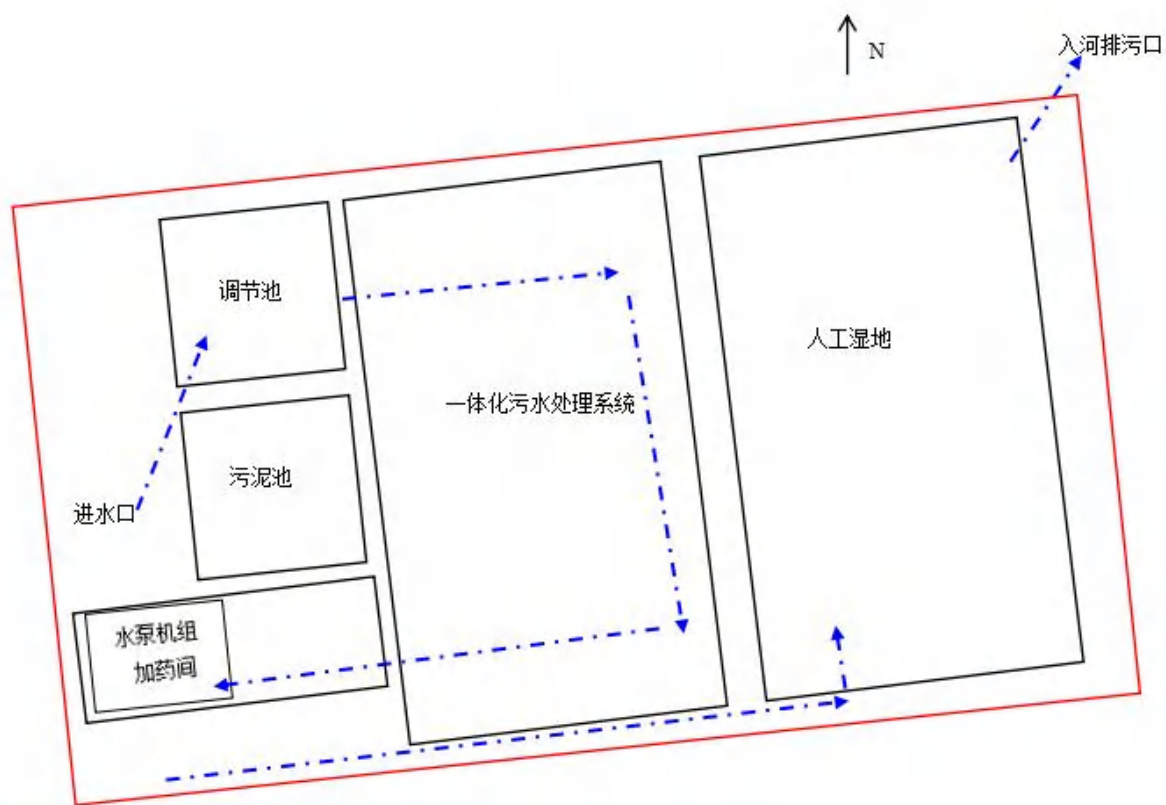 N
入河排污口
调节池
人工湿地
一体化污水处理系统
污泥池
进水口
水泵机组
加药间